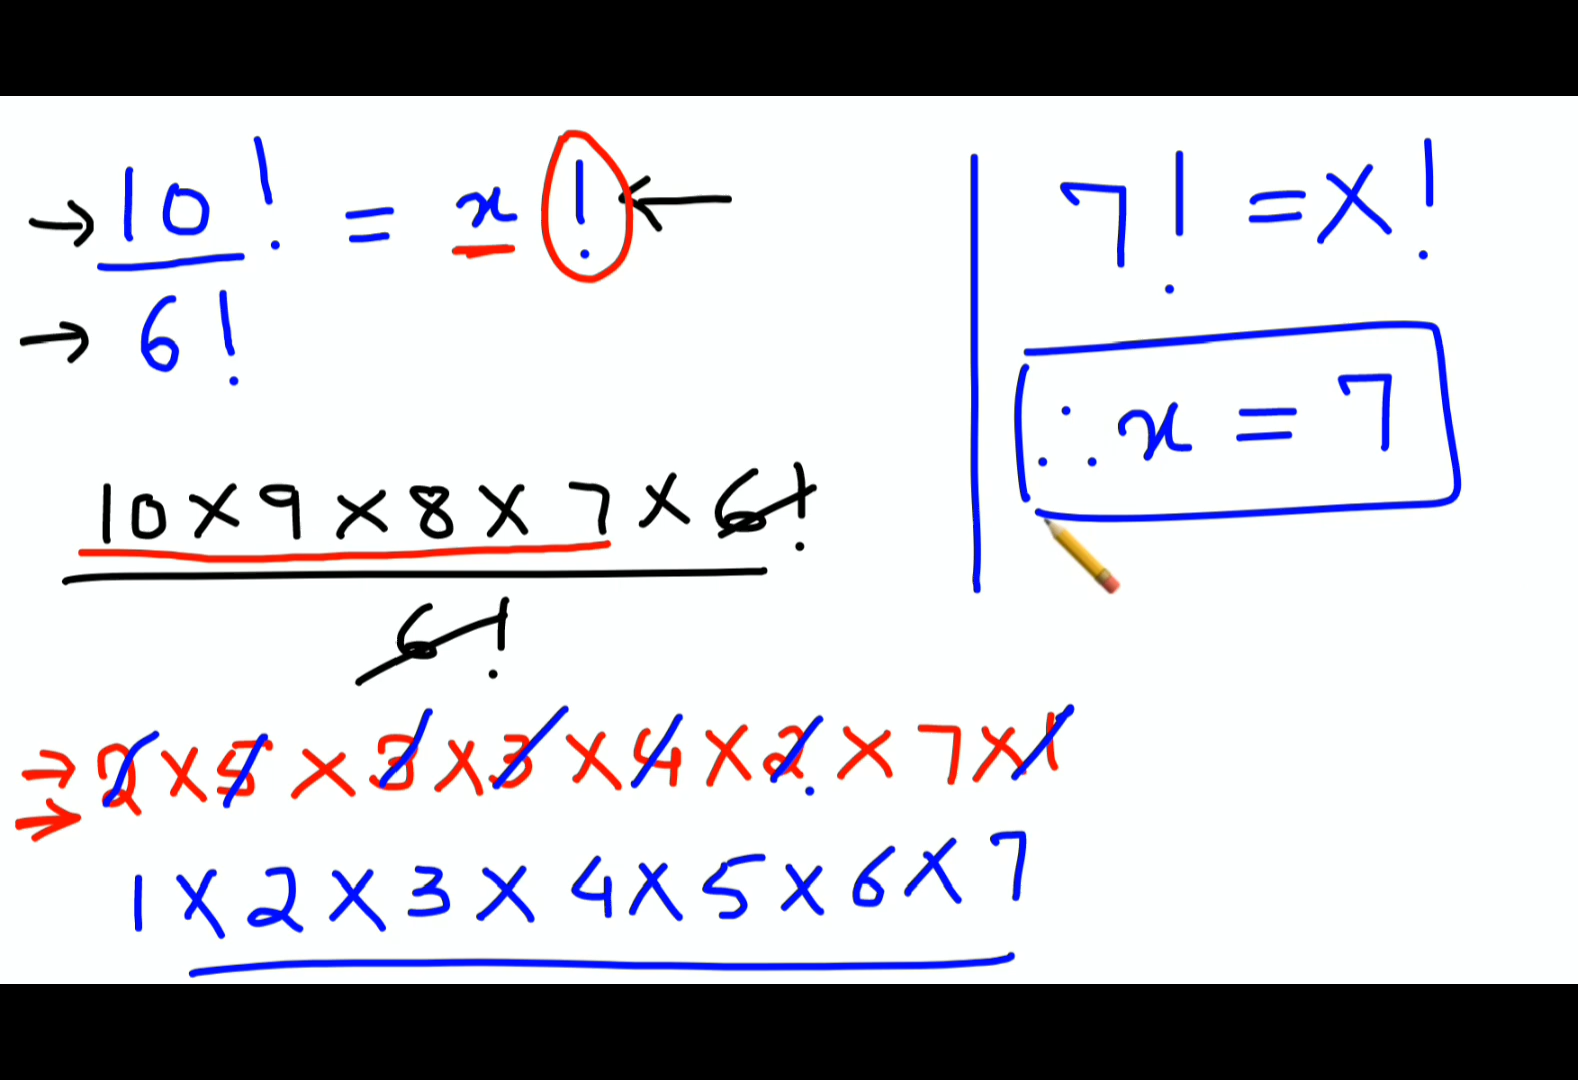 → 10! / 6! = x! ←
10 × 9 × 8 × 7 × 6!
6!
⇒ 2 × 5 × 3 × 3 × 4 × 2 × 7 × 1
⇒ 1 × 2 × 3 × 4 × 5 × 6 × 7
7! = x!
∴ x = 7